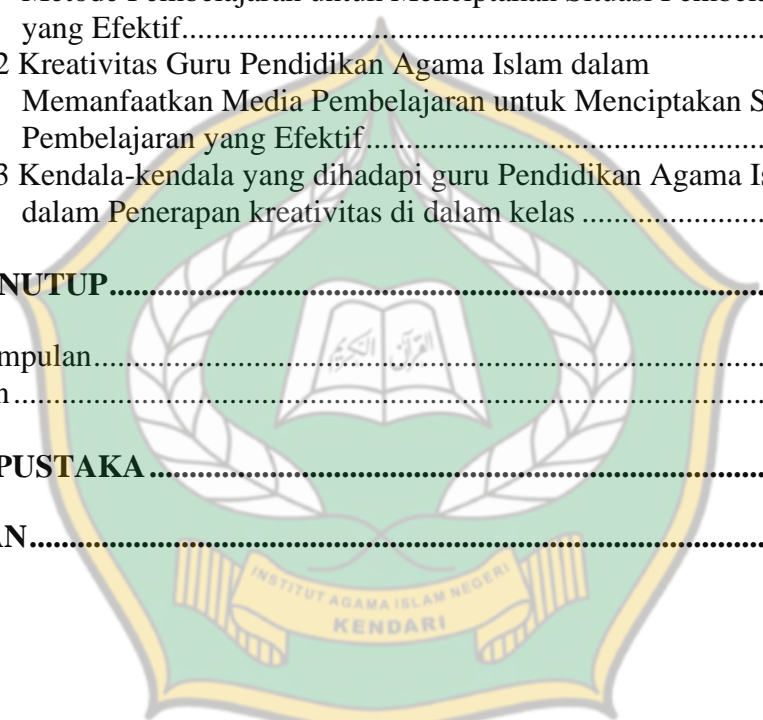 yang Efektif..............................................................................
2 Kreativitas Guru Pendidikan Agama Islam dalam
Memanfaatkan Media Pembelajaran untuk Menciptakan S
Pembelajaran yang Efektif....................................................
3 Kendala-kendala yang dihadapi guru Pendidikan Agama Is
dalam Penerapan kreativitas di dalam kelas ........................
NUTUP....................................................................................
mpulan.......................................................................................
n.................................................................................................
PUSTAKA ...............................................................................
AN..............................................................................................
القرآن الكريم
INSTITUT AGAMA ISLAM NEGERI
KENDARI